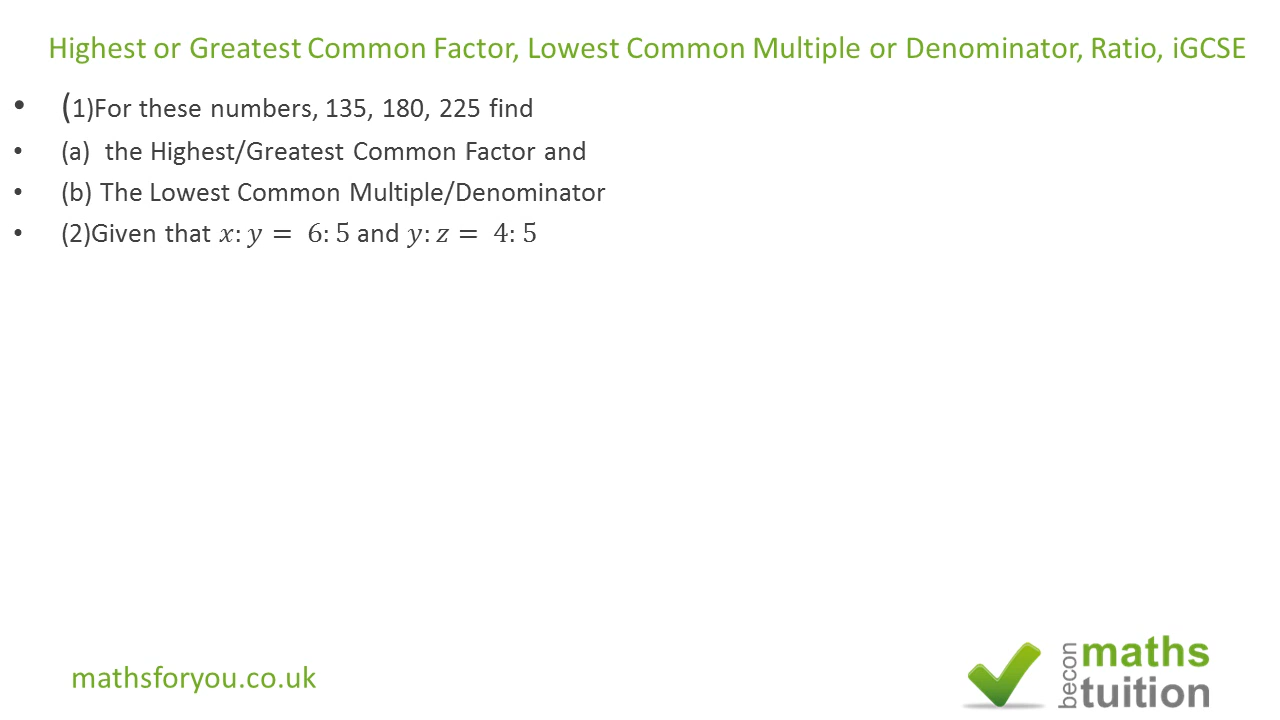 Highest or Greatest Common Factor, Lowest Common Multiple or Denominator, Ratio, iGCSE
• (1)For these numbers, 135, 180, 225 find
• (a) the Highest/Greatest Common Factor and
• (b) The Lowest Common Multiple/Denominator
• (2)Given that x: y = 6: 5 and y: z = 4: 5
mathsforyou.co.uk
becon
maths
tuition